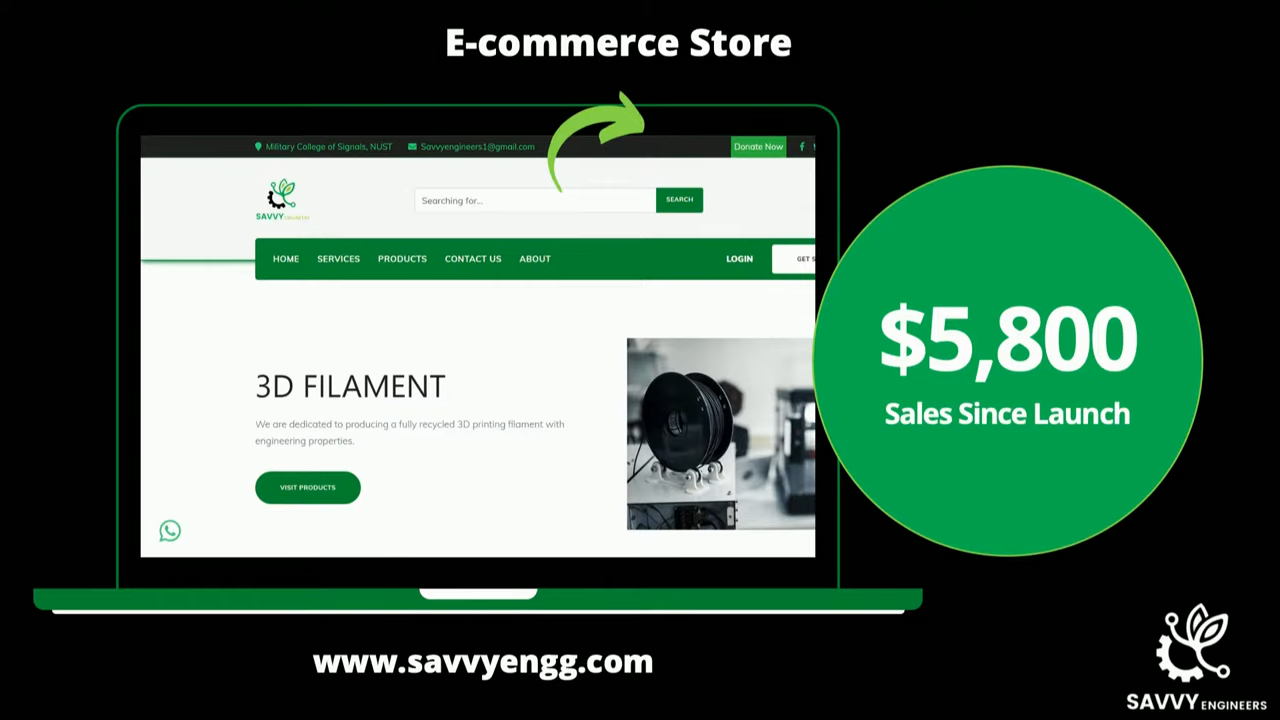 E-commerce Store
Military College of Signals, NUST Savvyengineers1@gmail.com Donate Now
SAVVY ENGINEERS
Searching for... SEARCH
HOME SERVICES PRODUCTS CONTACT US ABOUT LOGIN GET S
3D FILAMENT
We are dedicated to producing a fully recycled 3D printing filament with
engineering properties.
VISIT PRODUCTS
$5,800
Sales Since Launch
www.savvyengg.com
SAVVY ENGINEERS